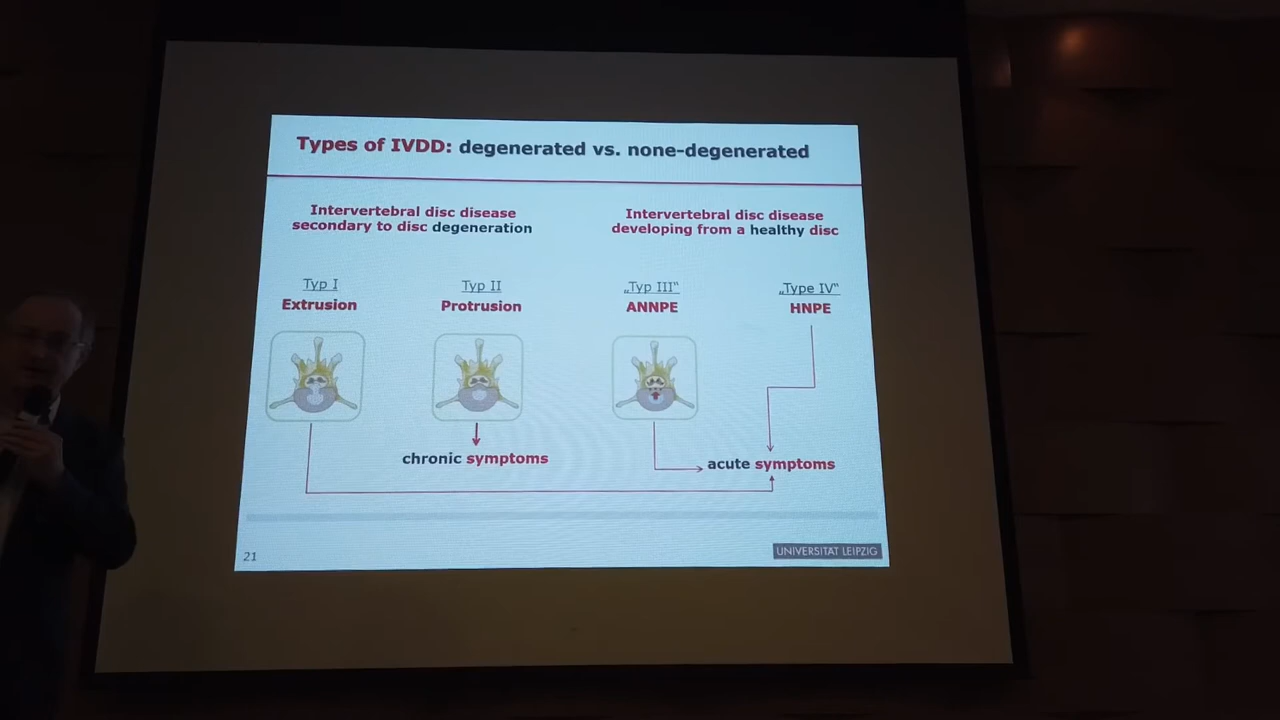 Types of IVDD: degenerated vs. none-degenerated
Intervertebral disc disease
secondary to disc degeneration
Intervertebral disc disease
developing from a healthy disc
Typ I
Extrusion
Typ II
Protrusion
„Typ III“
ANNPE
„Type IV“
HNPE
chronic symptoms
acute symptoms
21
UNIVERSITÄT LEIPZIG